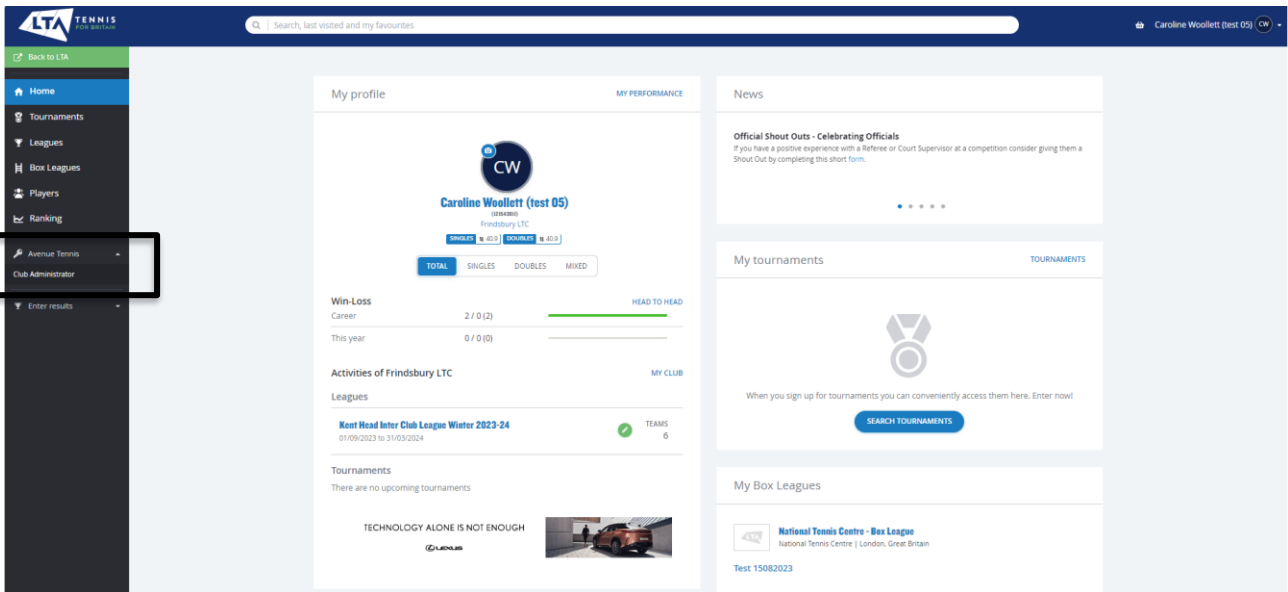 LTA TENNIS FOR BRITAIN
Search, last visited and my favourites
Caroline Woollett (test 05) CW
Back to LTA
Home
Tournaments
Leagues
Box Leagues
Players
Ranking
Avenue Tennis
Club Administrator
Enter results
My profile
MY PERFORMANCE
CW
Caroline Woollett (test 05)
Frindsbury LTC
SINGLES 40.9 DOUBLES 40.9
TOTAL SINGLES DOUBLES MIXED
Win-Loss
HEAD TO HEAD
Career 2 / 0 (2)
This year 0 / 0 (0)
Activities of Frindsbury LTC
MY CLUB
Leagues
Kent Head Inter Club League Winter 2023-24
01/09/2023 to 31/03/2024
TEAMS
6
Tournaments
There are no upcoming tournaments
TECHNOLOGY ALONE IS NOT ENOUGH
LEXUS
News
Official Shout Outs - Celebrating Officials
If you have a positive experience with a Referee or Court Supervisor at a competition consider giving them a
Shout Out by completing this short form.
My tournaments
TOURNAMENTS
When you sign up for tournaments you can conveniently access them here. Enter now!
SEARCH TOURNAMENTS
My Box Leagues
LTA
National Tennis Centre - Box League
National Tennis Centre | London, Great Britain
Test 15082023